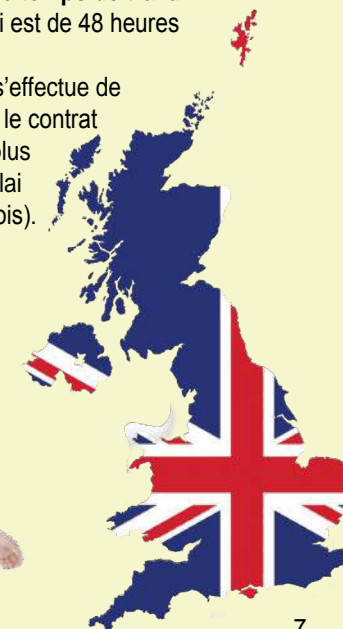 i est de 48 heures
s'effectue de
le contrat
plus
lai
ois).
7